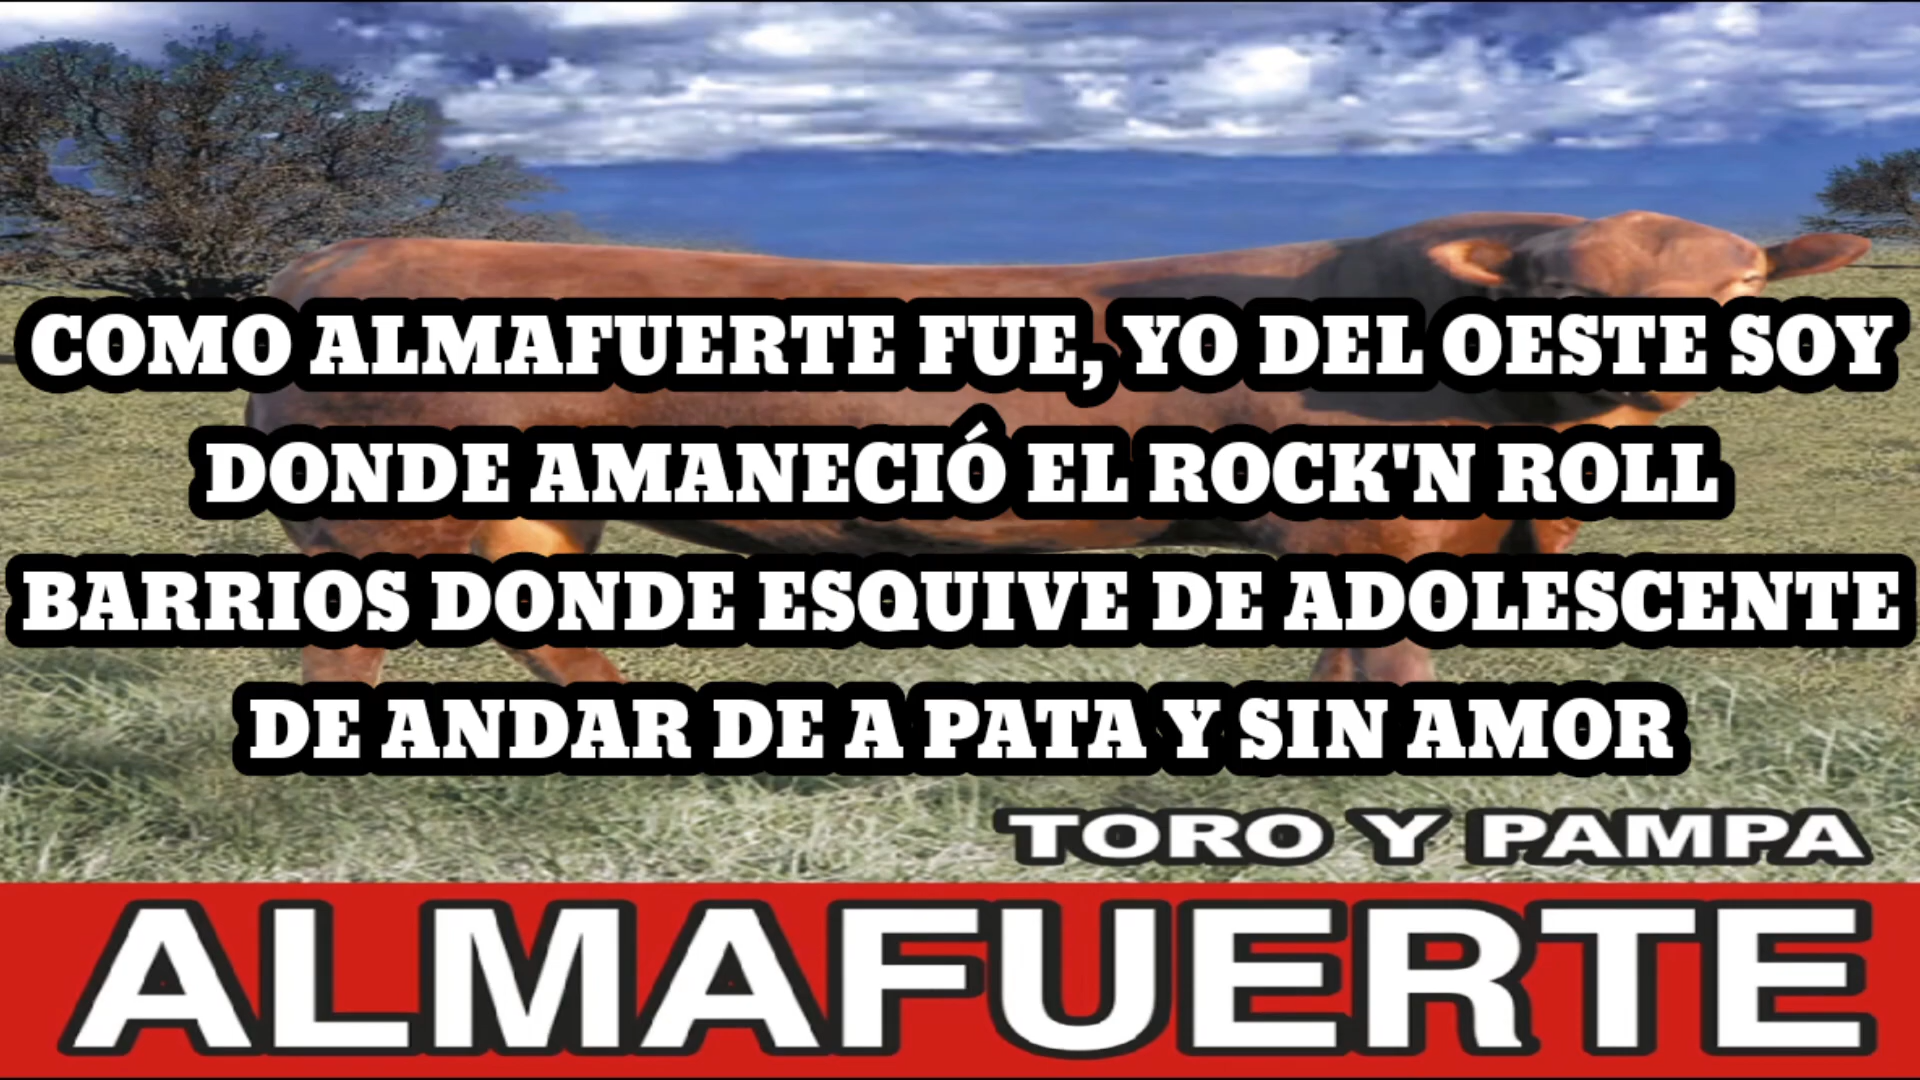 COMO ALMAFUERTE FUE, YO DEL OESTE SOY
DONDE AMANECIÓ EL ROCK'N ROLL
BARRIOS DONDE ESQUIVE DE ADOLESCENTE
DE ANDAR DE A PATA Y SIN AMOR
TORO Y PAMPA
ALMAFUERTE